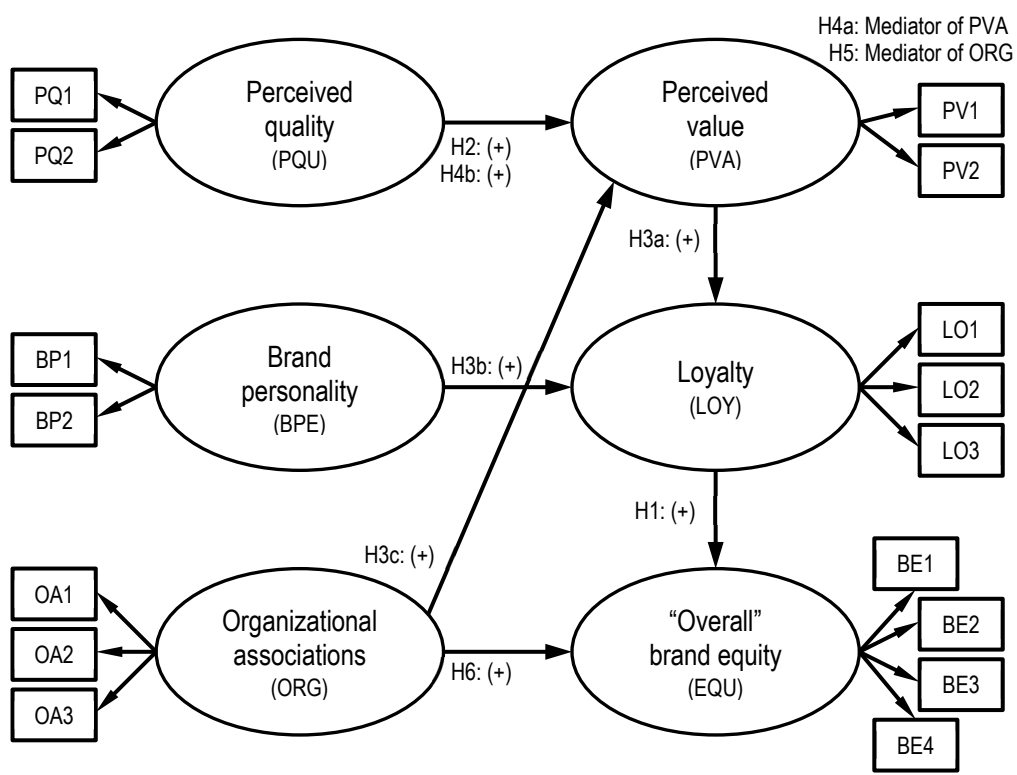 H4a: Mediator of PVA
H5: Mediator of ORG
PQ1
PQ2
Perceived
quality
(PQU)
H2: (+)
H4b: (+)
Perceived
value
(PVA)
PV1
PV2
H3a: (+)
BP1
BP2
Brand
personality
(BPE)
H3b: (+)
Loyalty
(LOY)
LO1
LO2
LO3
H1: (+)
H3c: (+)
OA1
OA2
OA3
Organizational
associations
(ORG)
H6: (+)
“Overall”
brand equity
(EQU)
BE1
BE2
BE3
BE4